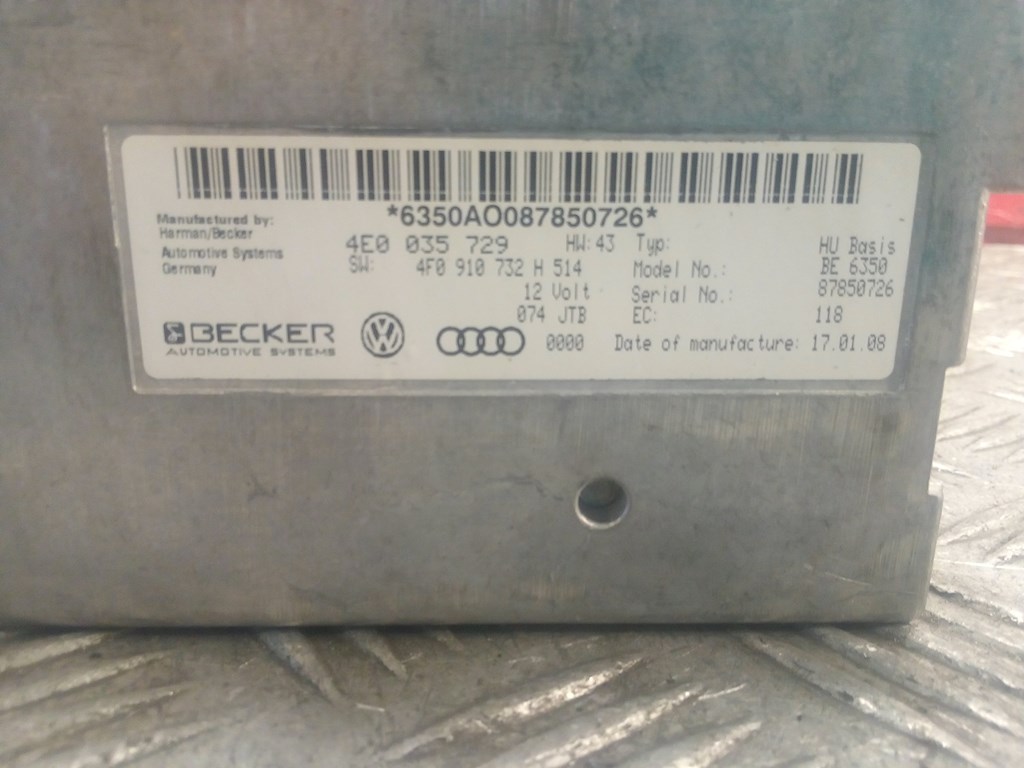 *6350AO087850726*
Manufactured by:
Harman/Becker
Automotive Systems
Germany
4E0 035 729 HW:43 Typ: HU Basis
SW: 4F0 910 732 H 514 Model No.: BE 6350
12 Volt Serial No.: 87850726
074 JTB EC: 118
BECKER
AUTOMOTIVE SYSTEMS
VW
0000 Date of manufacture: 17.01.08